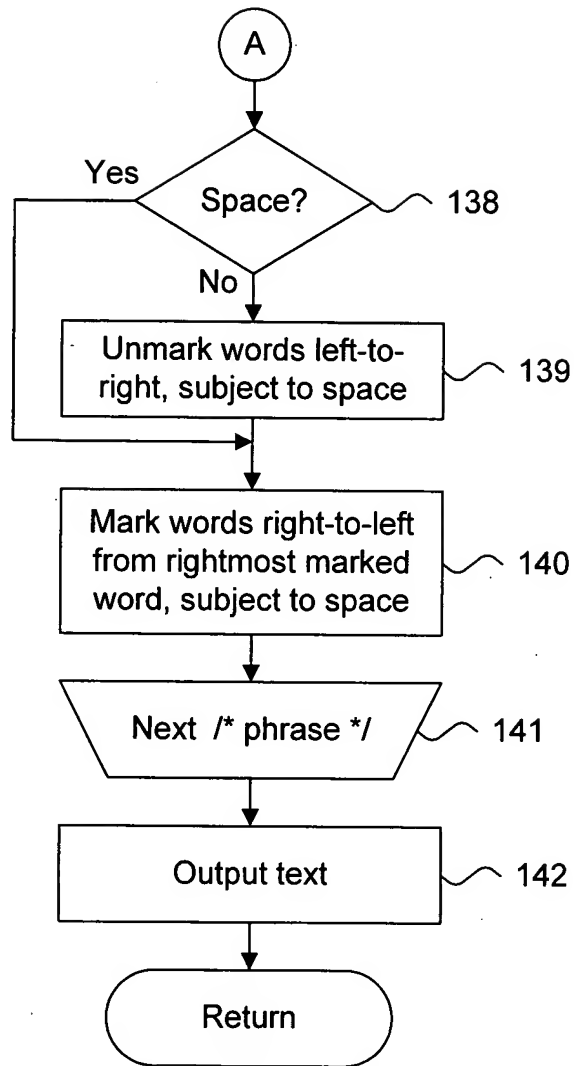 A
Yes
Space?
138
No
Unmark words left-to-
right, subject to space
139
Mark words right-to-left
from rightmost marked
word, subject to space
140
Next /* phrase */
141
Output text
142
Return